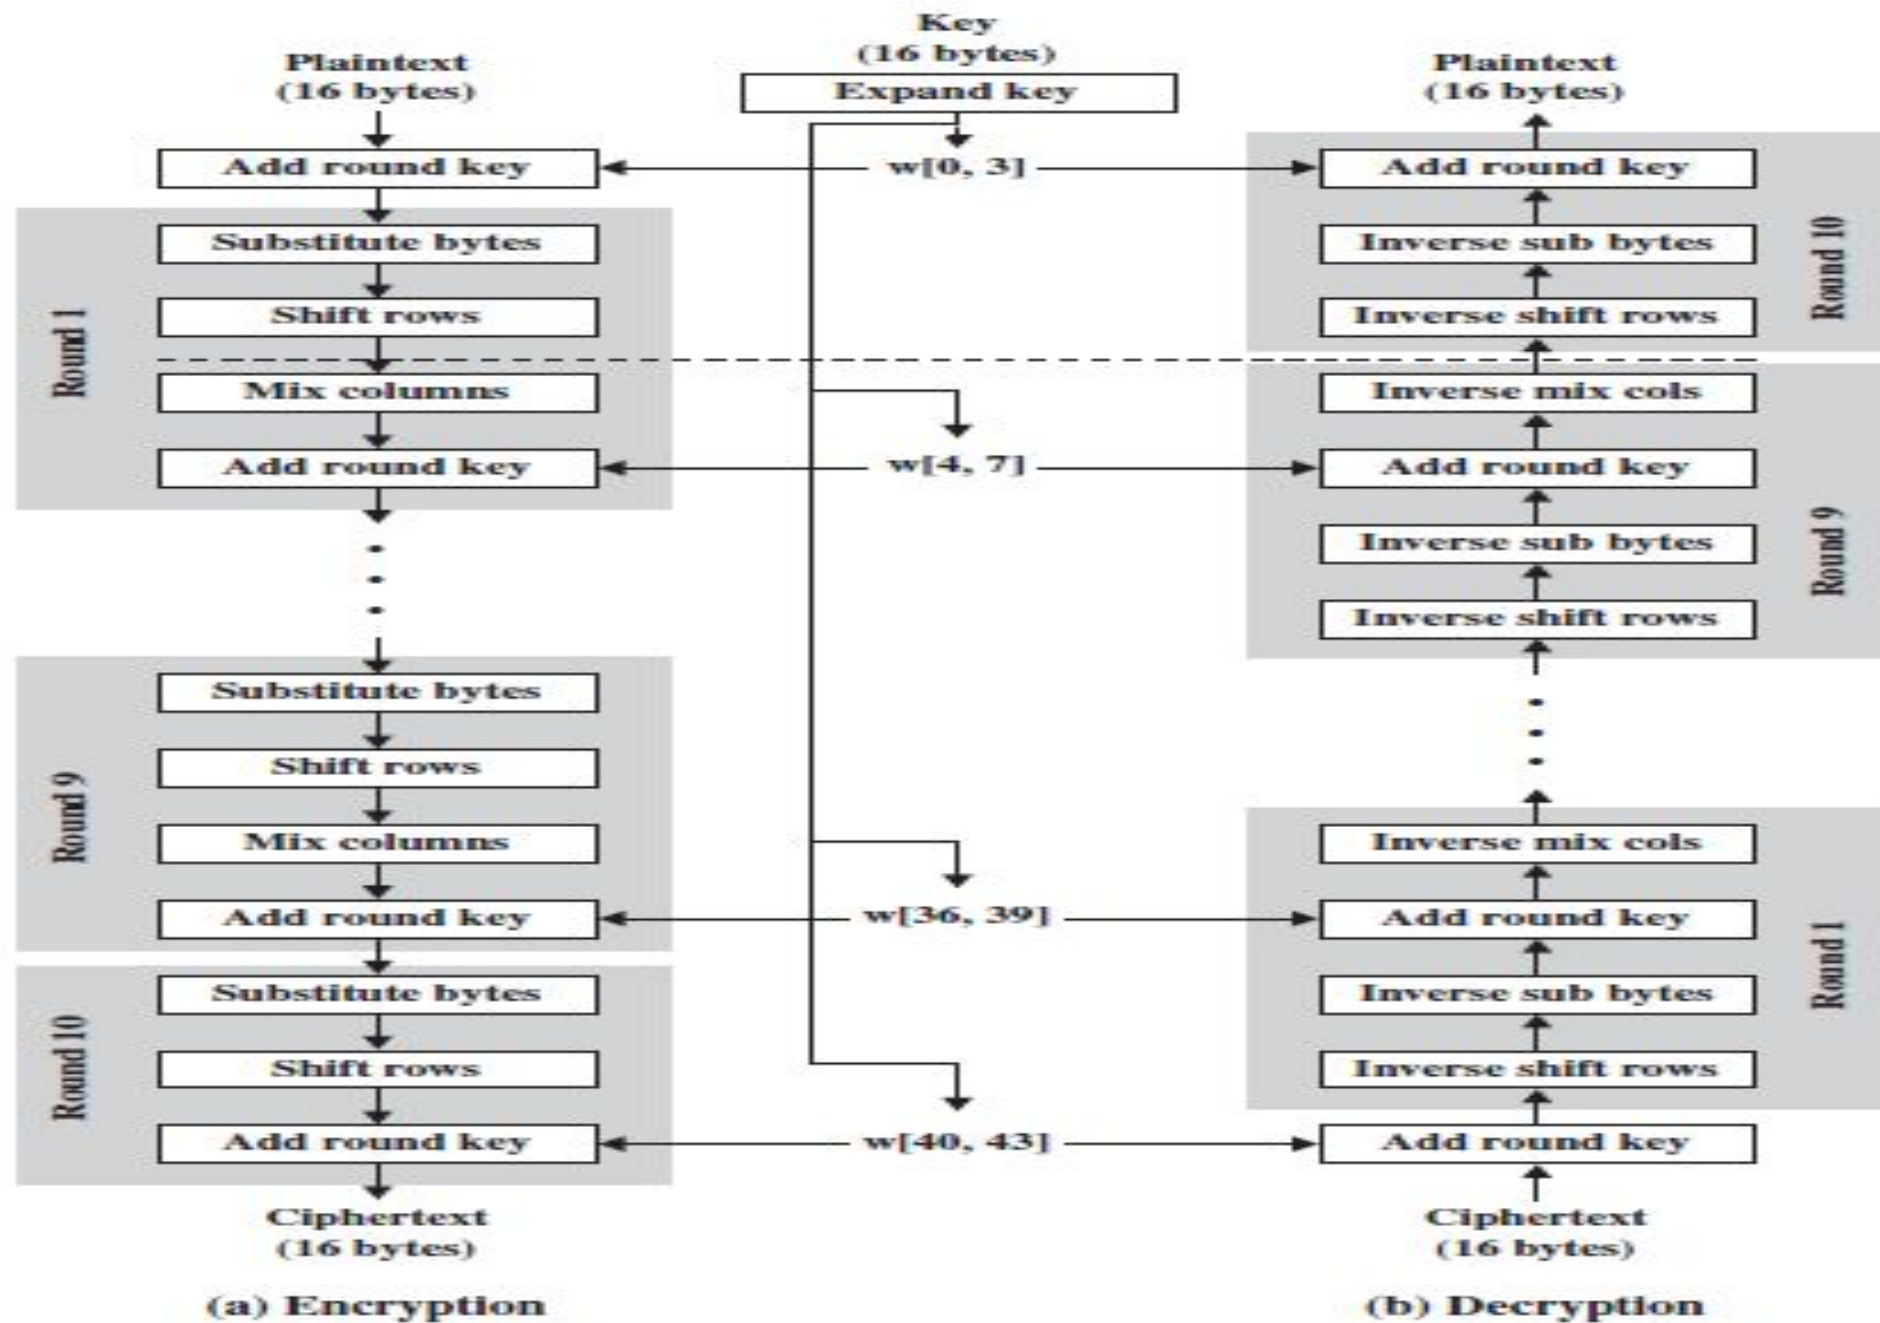 Key
(16 bytes)
Expand key
Plaintext
(16 bytes)
Add round key
Round 1
Substitute bytes
Shift rows
Mix columns
Add round key
Round 9
Substitute bytes
Shift rows
Mix columns
Add round key
Round 10
Substitute bytes
Shift rows
Add round key
Ciphertext
(16 bytes)
(a) Encryption
w[0, 3]
w[4, 7]
w[36, 39]
w[40, 43]
Plaintext
(16 bytes)
Add round key
Inverse sub bytes
Inverse shift rows
Round 10
Inverse mix cols
Add round key
Inverse sub bytes
Inverse shift rows
Round 9
Inverse mix cols
Add round key
Inverse sub bytes
Inverse shift rows
Round 1
Add round key
Ciphertext
(16 bytes)
(b) Decryption